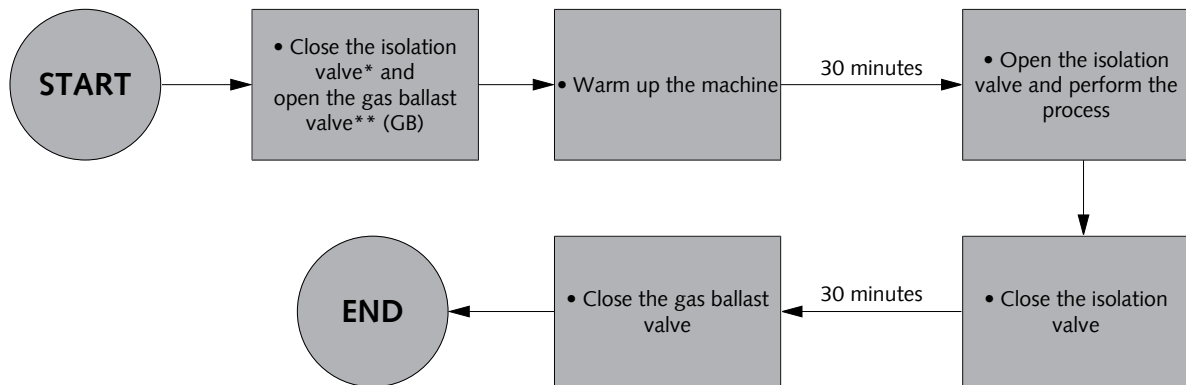 START
• Close the isolation
valve* and
open the gas ballast
valve** (GB)
• Warm up the machine
30 minutes
• Open the isolation
valve and perform the
process
• Close the isolation
valve
30 minutes
• Close the gas ballast
valve
END